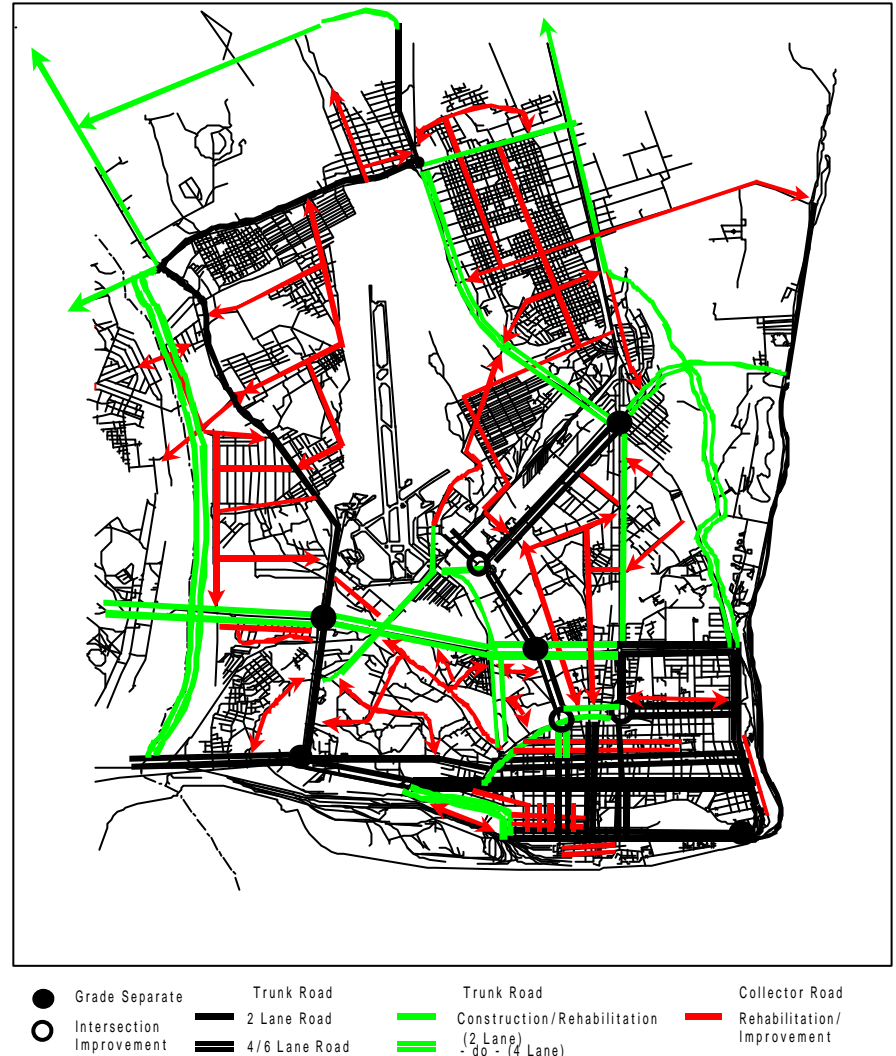 Grade Separate
Intersection
Improvement
Trunk Road
2 Lane Road
4/6 Lane Road
Trunk Road
Construction/Rehabilitation
(2 Lane)
- do - (4 Lane)
Collector Road
Rehabilitation/
Improvement